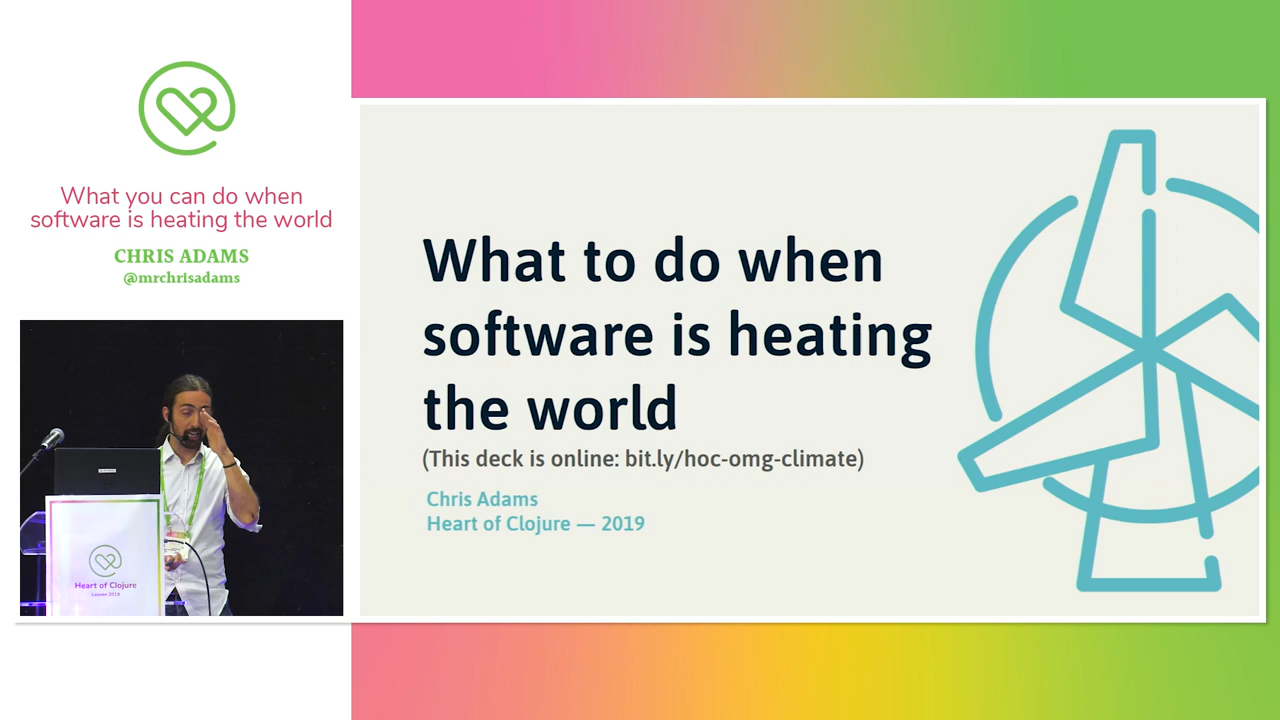 What you can do when
software is heating the world
CHRIS ADAMS
@mrchrisadams
What to do when
software is heating
the world
(This deck is online: bit.ly/hoc-omg-climate)
Chris Adams
Heart of Clojure — 2019
Heart of Clojure
Leuven 2019